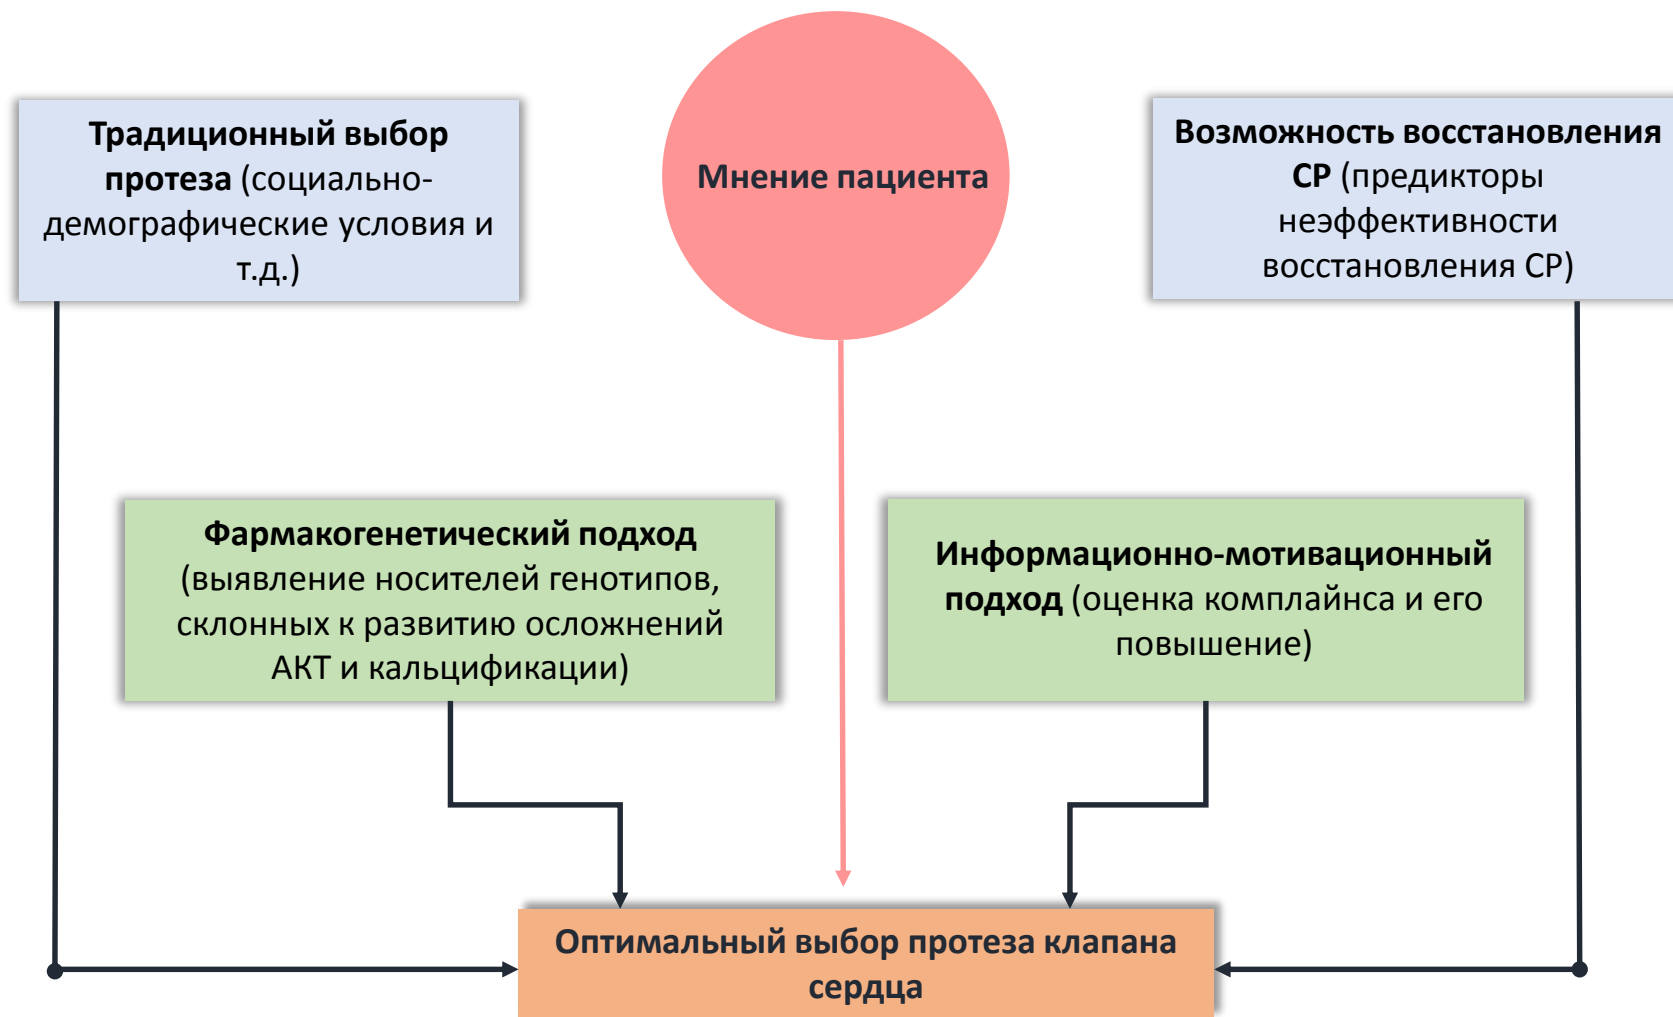 Традиционный выбор
протеза (социально-
демографические условия и
т.д.)
Мнение пациента
Возможность восстановления
СР (предикторы
неэффективности
восстановления СР)
Фармакогенетический подход
(выявление носителей генотипов,
склонных к развитию осложнений
АКТ и кальцификации)
Информационно-мотивационный
подход (оценка комплайнса и его
повышение)
Оптимальный выбор протеза клапана
сердца